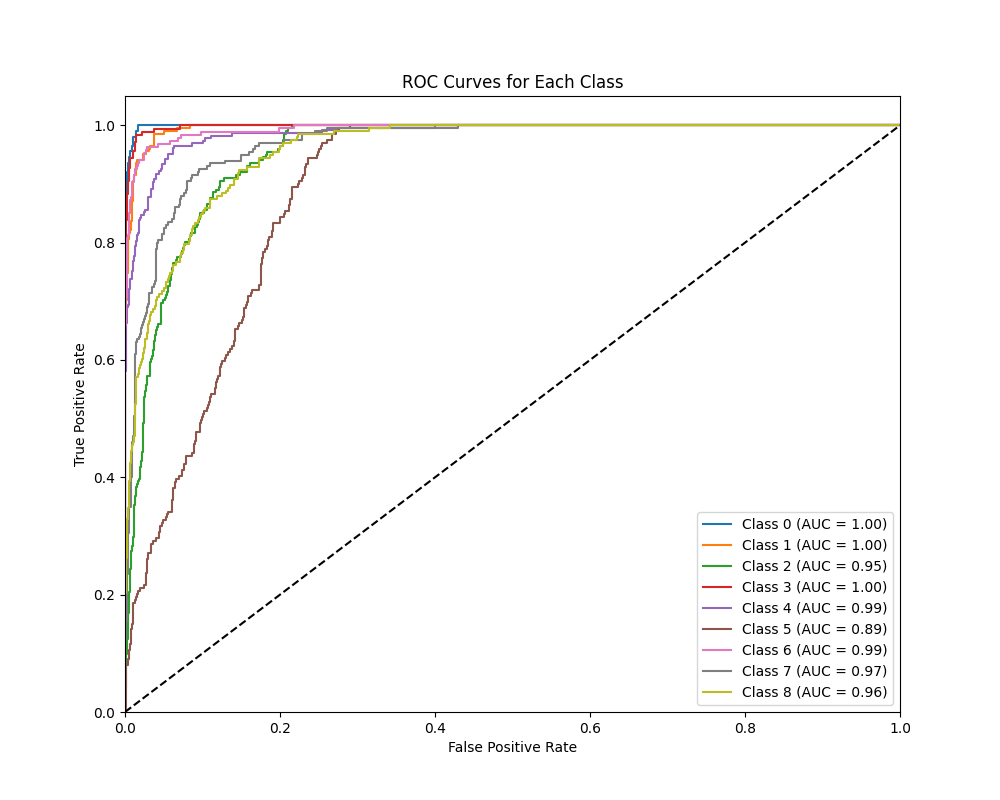 ROC Curves for Each Class
1.0
0.8
0.6
0.4
0.2
0.0
True Positive Rate
Class 0 (AUC = 1.00)
Class 1 (AUC = 1.00)
Class 2 (AUC = 0.95)
Class 3 (AUC = 1.00)
Class 4 (AUC = 0.99)
Class 5 (AUC = 0.89)
Class 6 (AUC = 0.99)
Class 7 (AUC = 0.97)
Class 8 (AUC = 0.96)
0.0 0.2 0.4 0.6 0.8 1.0
False Positive Rate